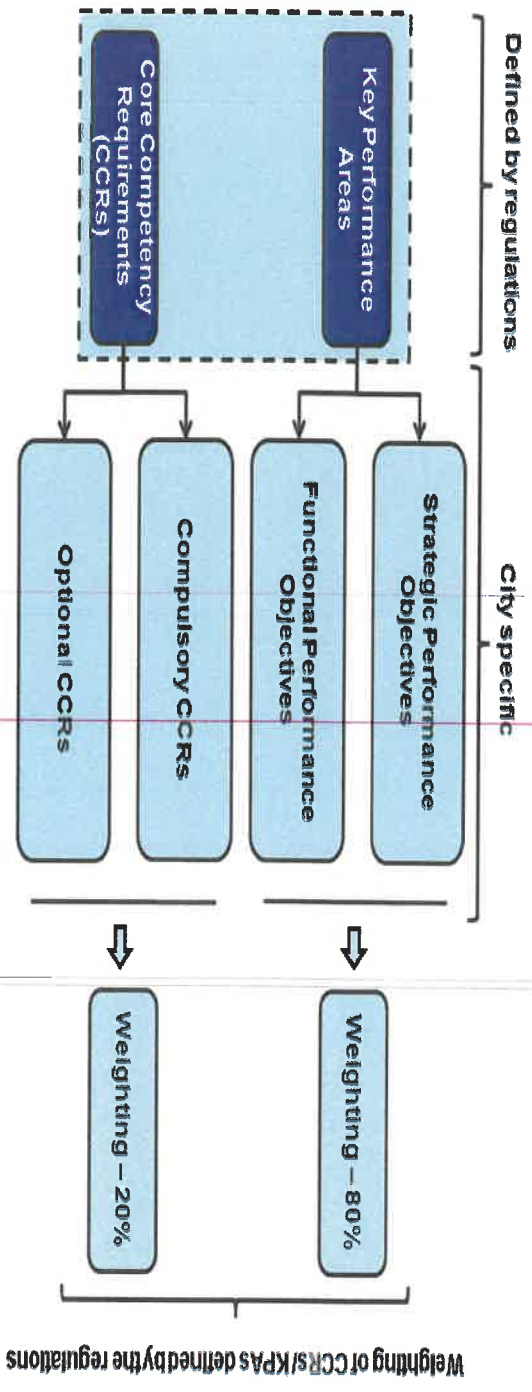 Defined by regulations
City specific
Key Performance
Areas
Strategic Performance
Objectives
Functional Performance
Objectives
Weighting – 80%
Core Competency
Requirements
(CCRs)
Compulsory CCRs
Optional CCRs
Weighting – 20%
Weighting of CCRs/KPAs defined by the regulations